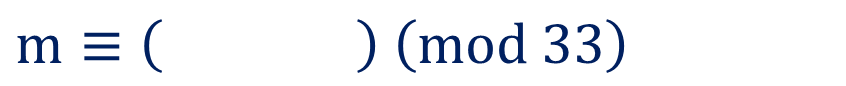 m ≡ (            ) (mod 33)